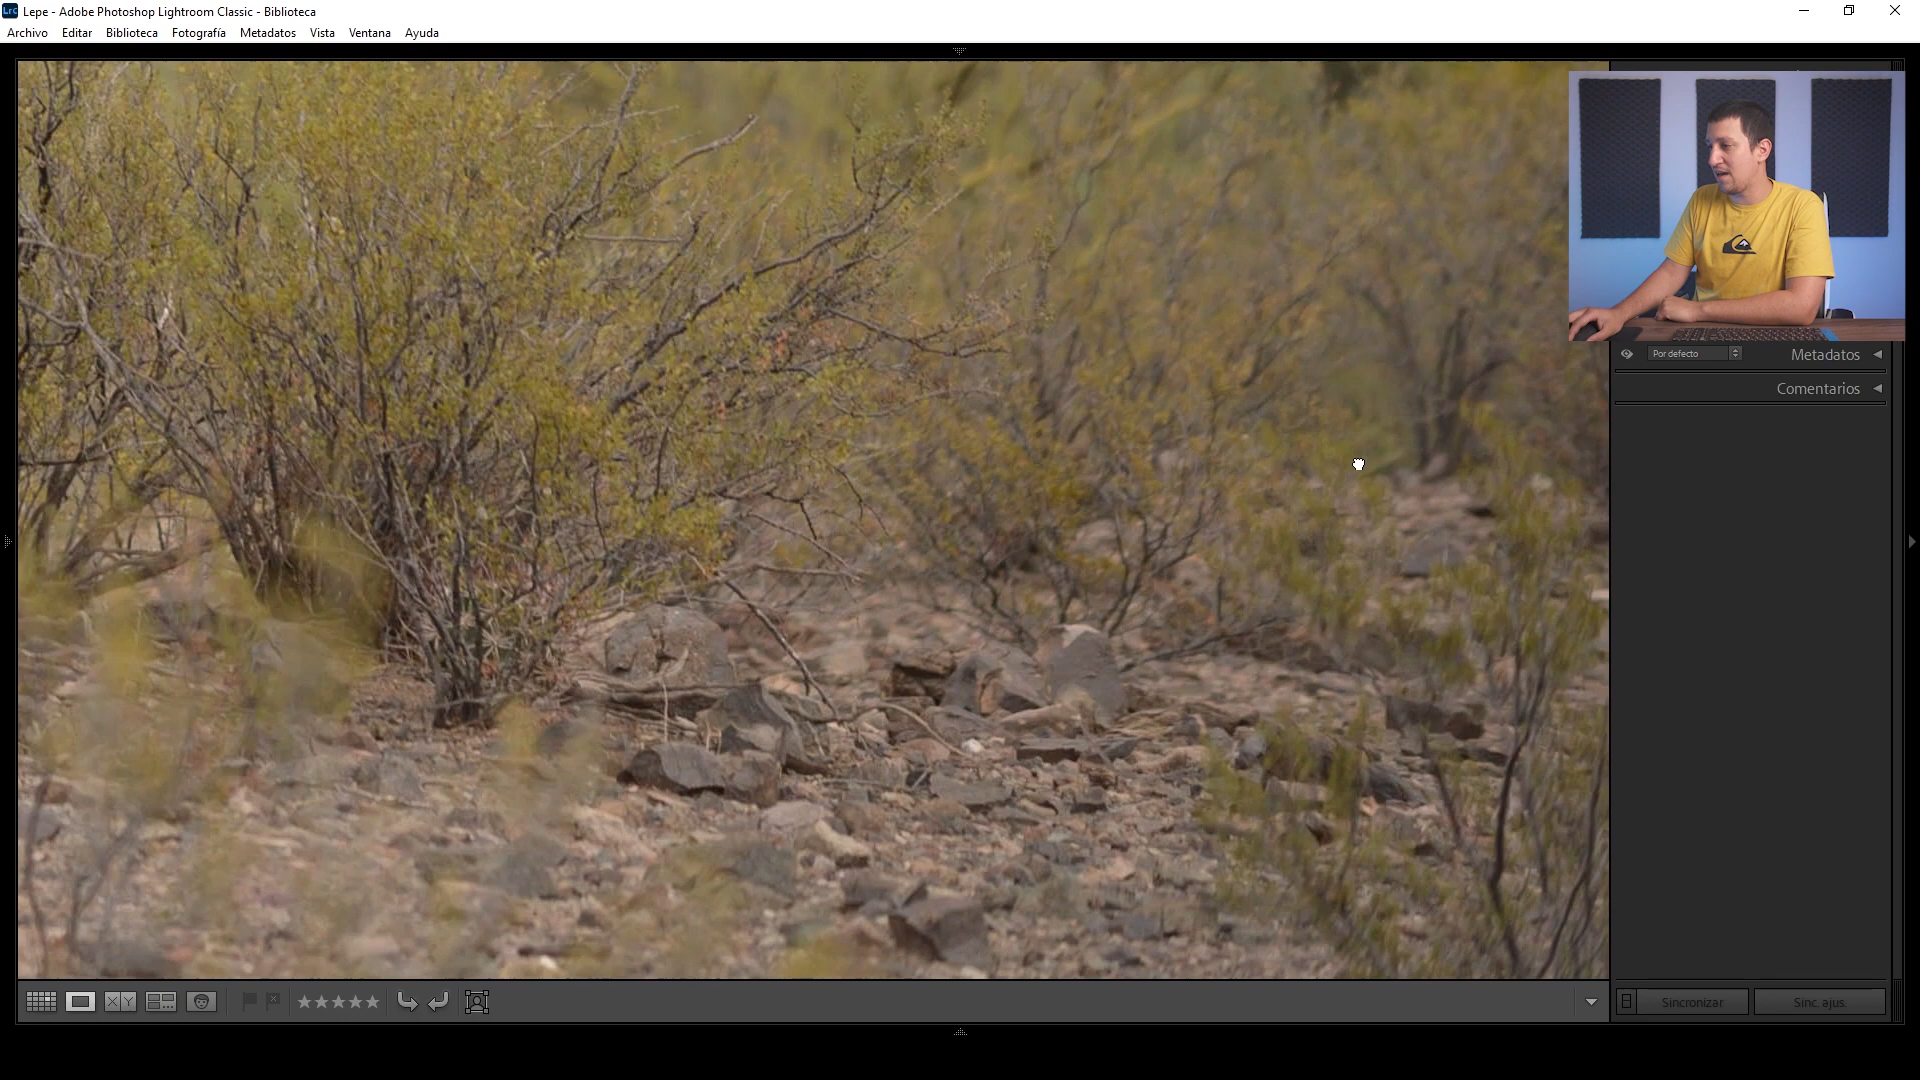 Lrc Lepe - Adobe Photoshop Lightroom Classic - Biblioteca
Archivo Editar Biblioteca Fotografía Metadatos Vista Ventana Ayuda
Por defecto Metadatos
Comentarios
X Y
Sincronizar Sinc. ajus.